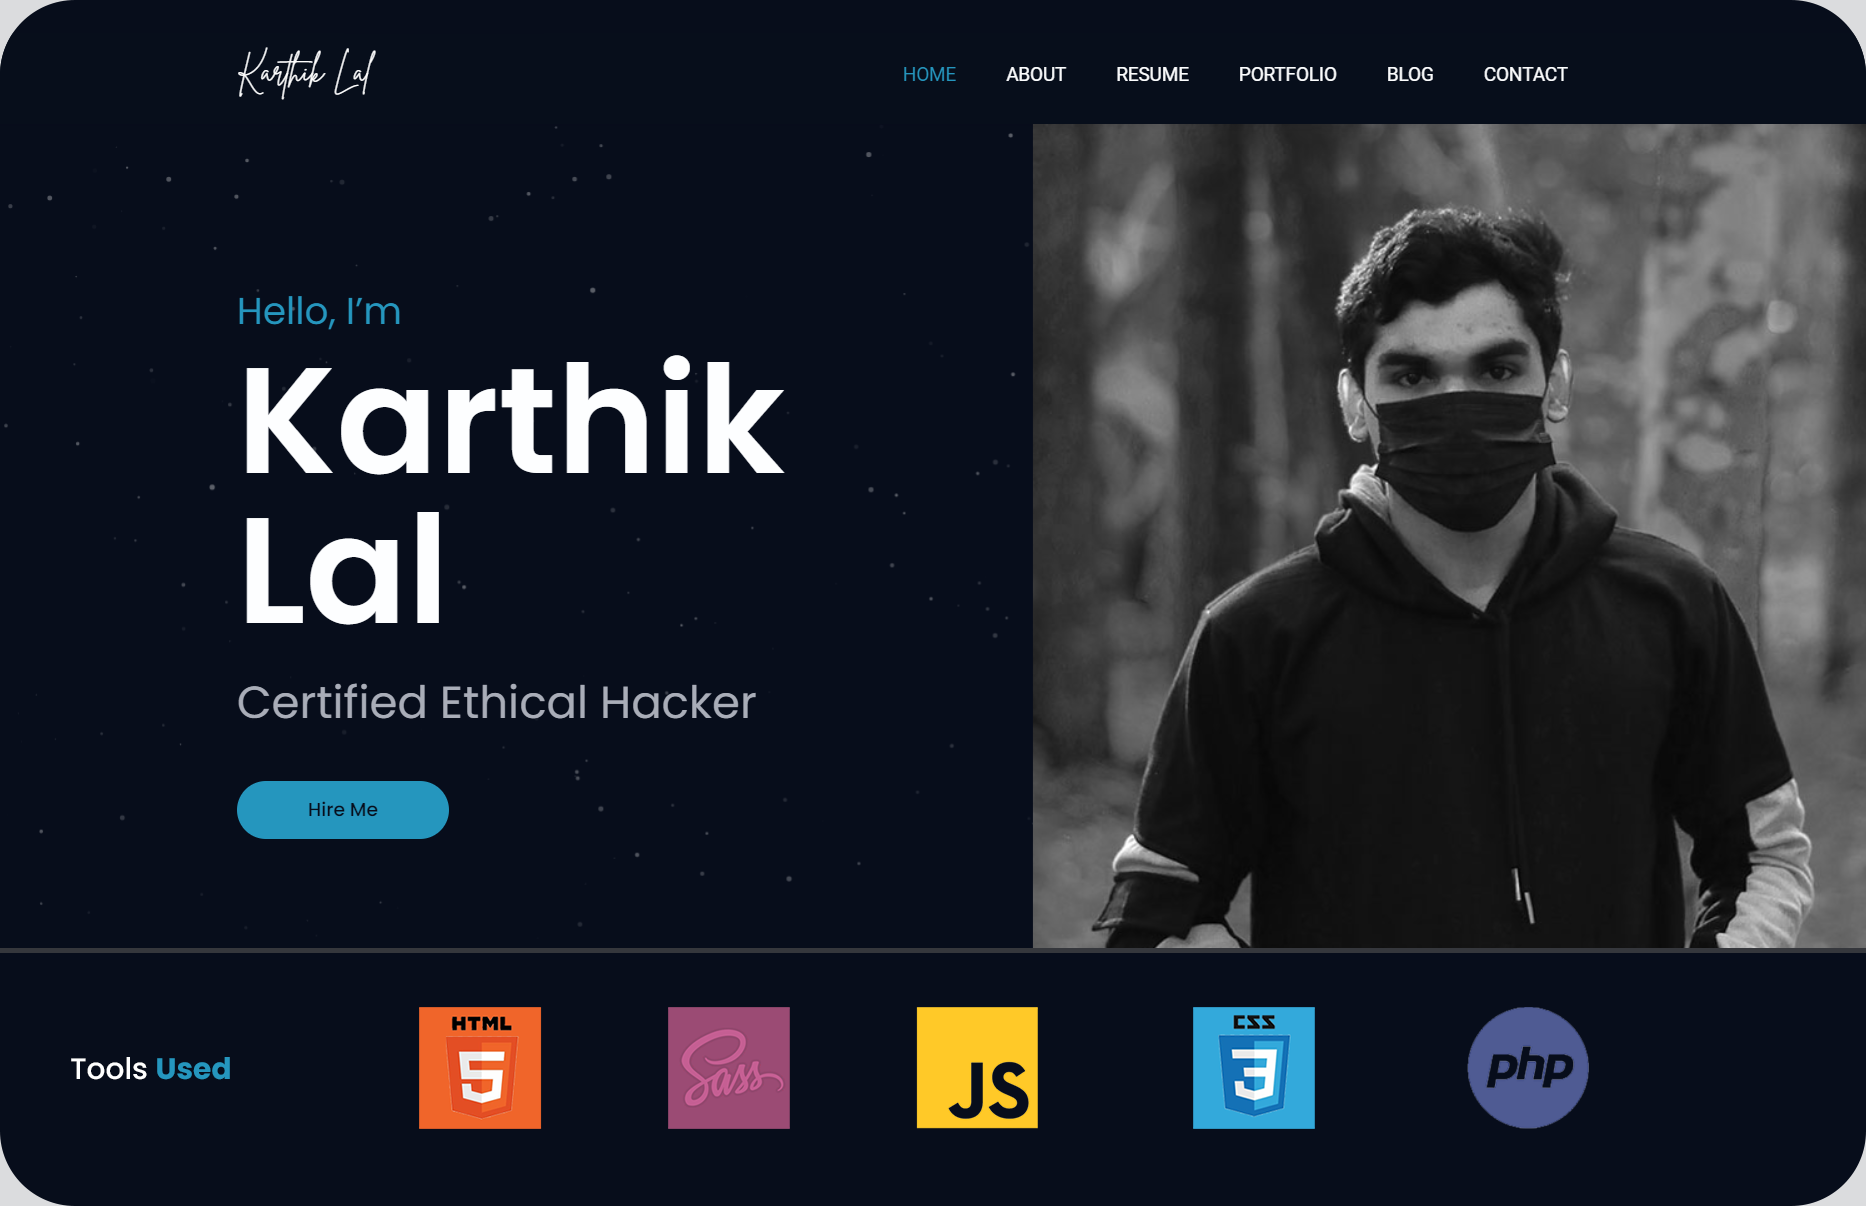 Karthik Lal
HOME ABOUT RESUME PORTFOLIO BLOG CONTACT
Hello, I’m
Karthik
Lal
Certified Ethical Hacker
Hire Me
Tools Used
HTML
5
Sass
JS
CSS
3
php